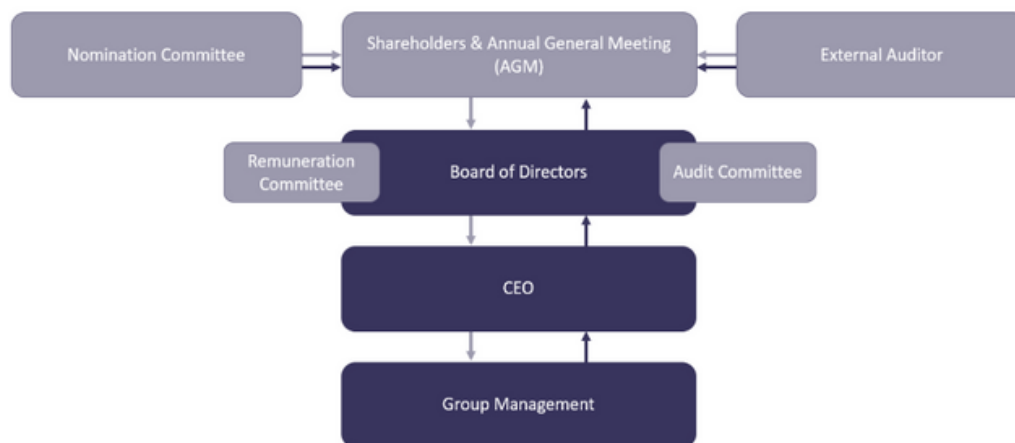 Nomination Committee
Shareholders & Annual General Meeting
(AGM)
External Auditor
Remuneration
Committee
Board of Directors
Audit Committee
CEO
Group Management